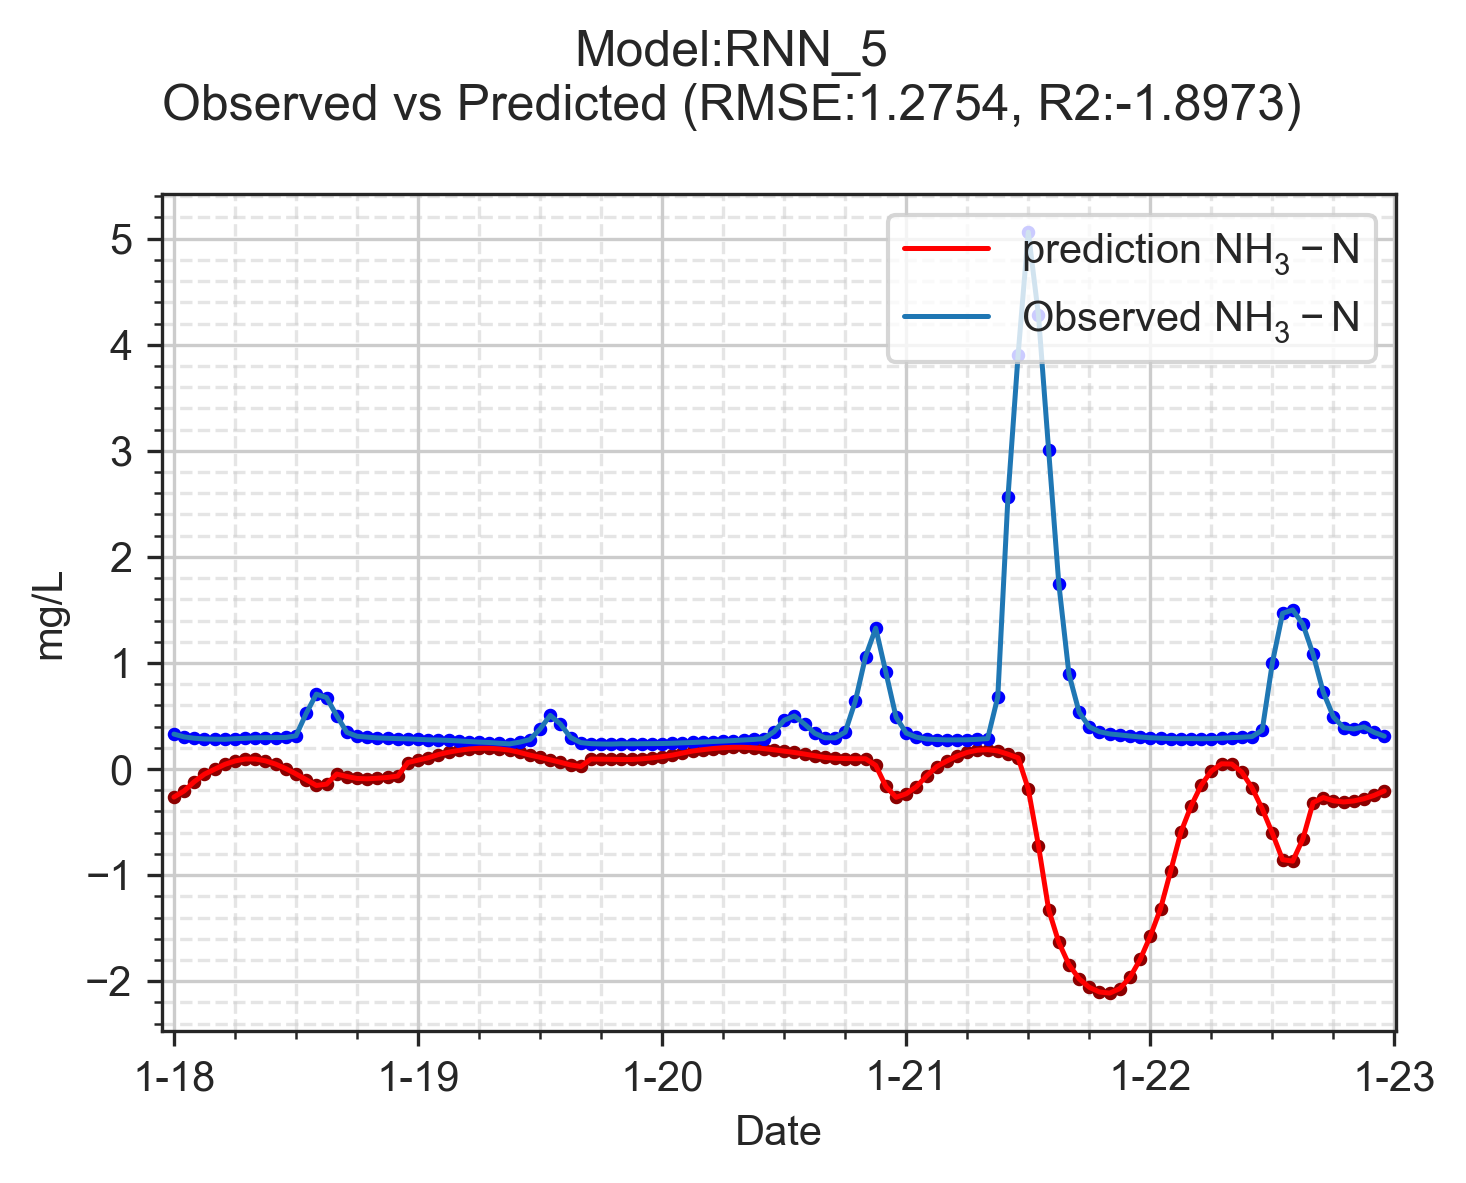 Model:RNN_5
Observed vs Predicted (RMSE:1.2754, R2:-1.8973)
prediction NH₃ − N
Observed NH₃ − N
5
4
3
2
1
0
−1
−2
mg/L
1-18 1-19 1-20 1-21 1-22 1-23
Date